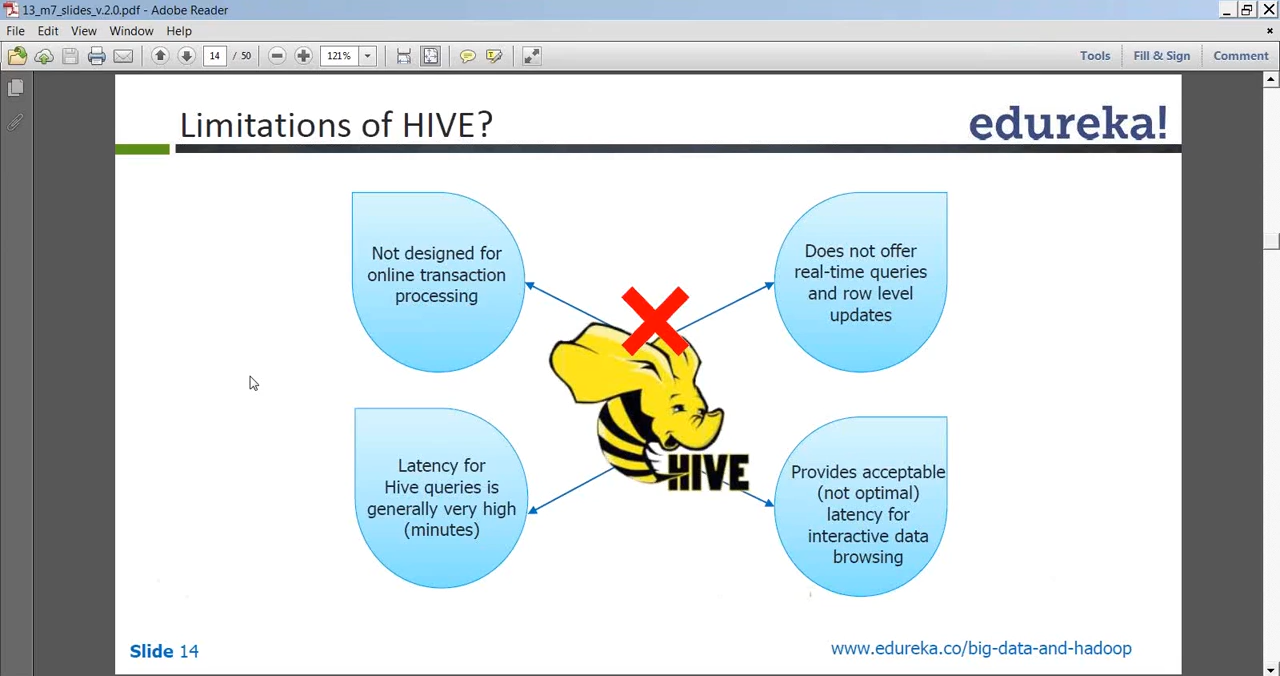 13_m7_slides_v.2.0.pdf - Adobe Reader
File Edit View Window Help
14 / 50 121% Tools Fill & Sign Comment
Limitations of HIVE?
edureka!
Not designed for
online transaction
processing
Does not offer
real-time queries
and row level
updates
Latency for
Hive queries is
generally very high
(minutes)
Provides acceptable
(not optimal)
latency for
interactive data
browsing
HIVE
Slide 14
www.edureka.co/big-data-and-hadoop